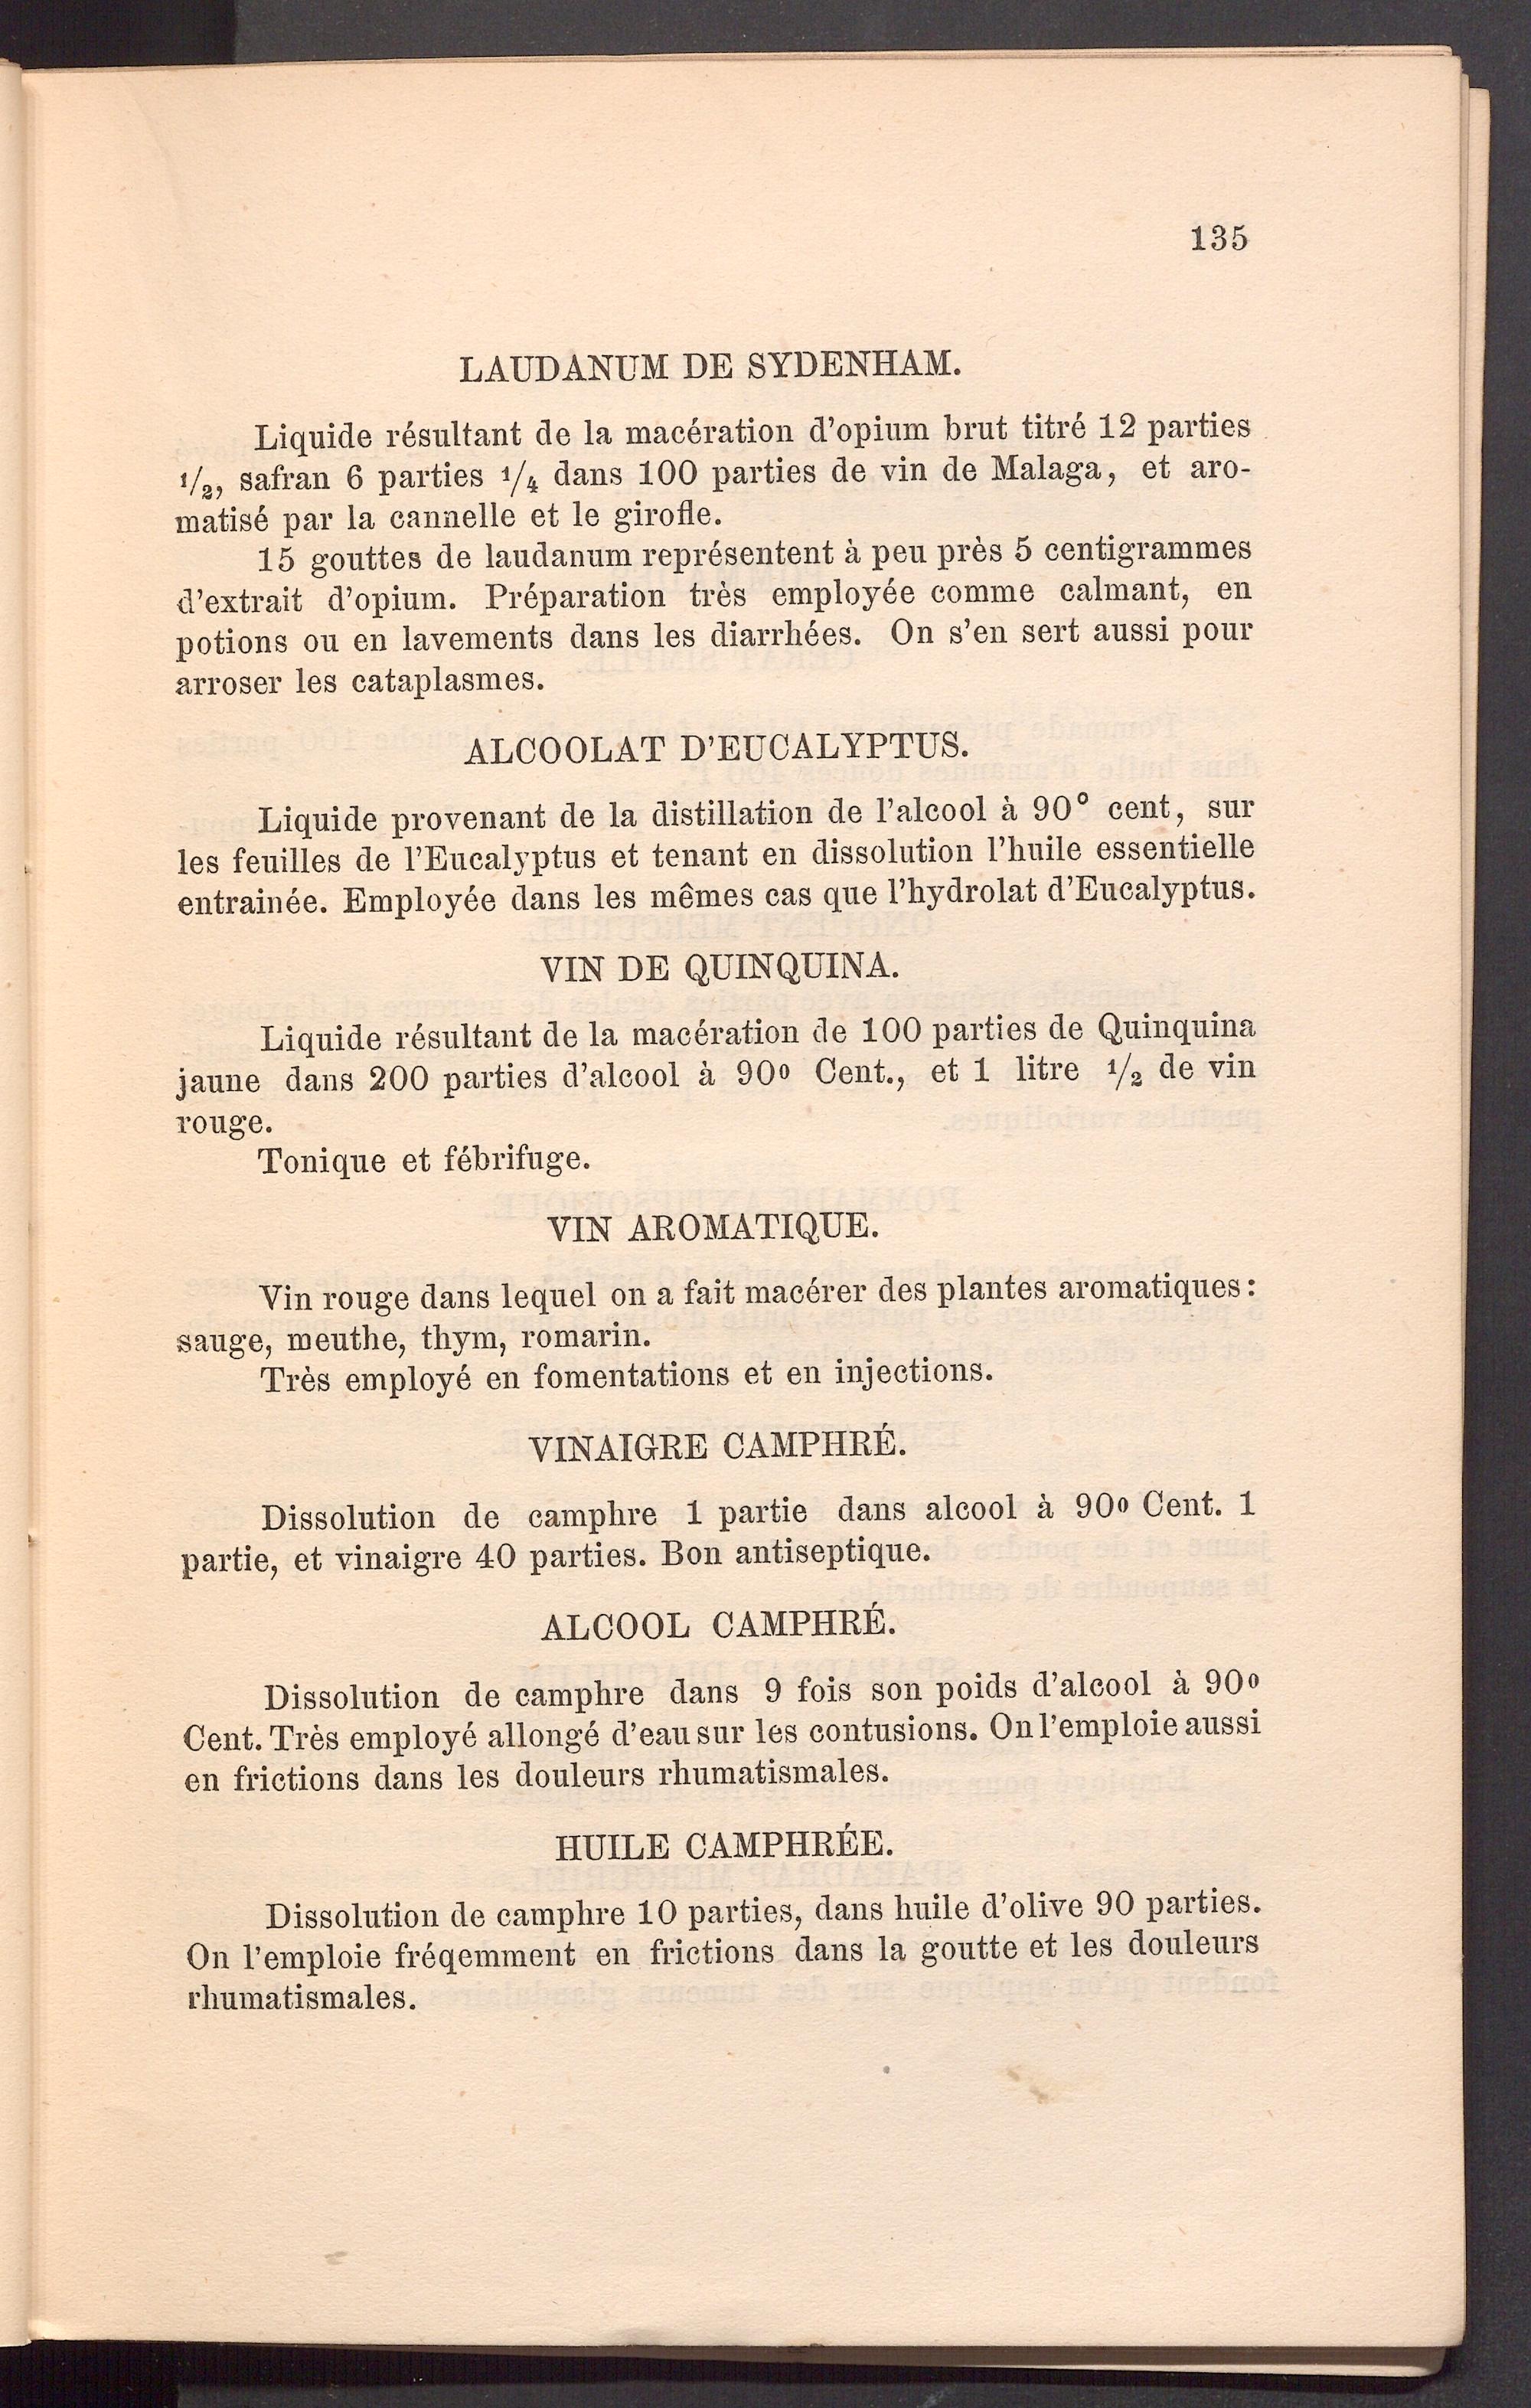 135
LAUDANUM DE SYDENHAM.
Liquide résultant de la macération d'opium brut titré 12 parties
1/2, safran 6 parties 1/4 dans 100 parties de vin de Malaga, et aro-
matisé par la cannelle et le girofle.
15 gouttes de laudanum représentent à peu près 5 centigrammes
d'extrait d'opium. Préparation très employée comme calmant, en
potions ou en lavements dans les diarrhées. On s'en sert aussi pour
arroser les cataplasmes.
ALCOOLAT D'EUCALYPTUS.
Liquide provenant de la distillation de l'alcool à 90° cent, sur
les feuilles de l'Eucalyptus et tenant en dissolution l'huile essentielle
entrainée. Employée dans les mêmes cas que l'hydrolat d'Eucalyptus.
VIN DE QUINQUINA.
Liquide résultant de la macération de 100 parties de Quinquina
jaune dans 200 parties d'alcool à 90º Cent., et 1 litre 1/2 de vin
rouge.
Tonique et fébrifuge.
VIN AROMATIQUE.
Vin rouge dans lequel on a fait macérer des plantes aromatiques:
sauge, meuthe, thym, romarin.
Très employé en fomentations et en injections.
VINAIGRE CAMPHRÉ.
Dissolution de camphre 1 partie dans alcool à 90º Cent. 1
partie, et vinaigre 40 parties. Bon antiseptique.
ALCOOL CAMPHRÉ.
Dissolution de camphre dans 9 fois son poids d'alcool à 90º
Cent. Très employé allongé d'eau sur les contusions. On l'emploie aussi
en frictions dans les douleurs rhumatismales.
HUILE CAMPHRÉE.
Dissolution de camphre 10 parties, dans huile d'olive 90 parties.
On l'emploie fréqemment en frictions dans la goutte et les douleurs
rhumatismales.